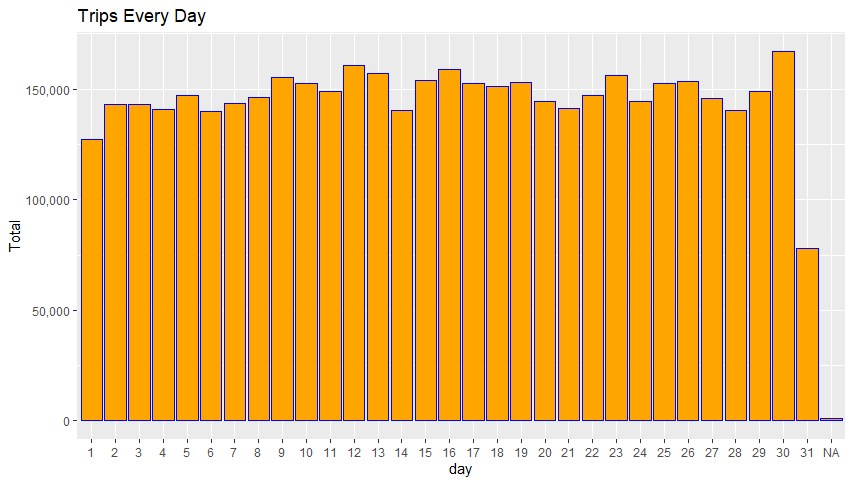 Trips Every Day
150,000
100,000
50,000
0
Total
1 2 3 4 5 6 7 8 9 10 11 12 13 14 15 16 17 18 19 20 21 22 23 24 25 26 27 28 29 30 31 NA
day